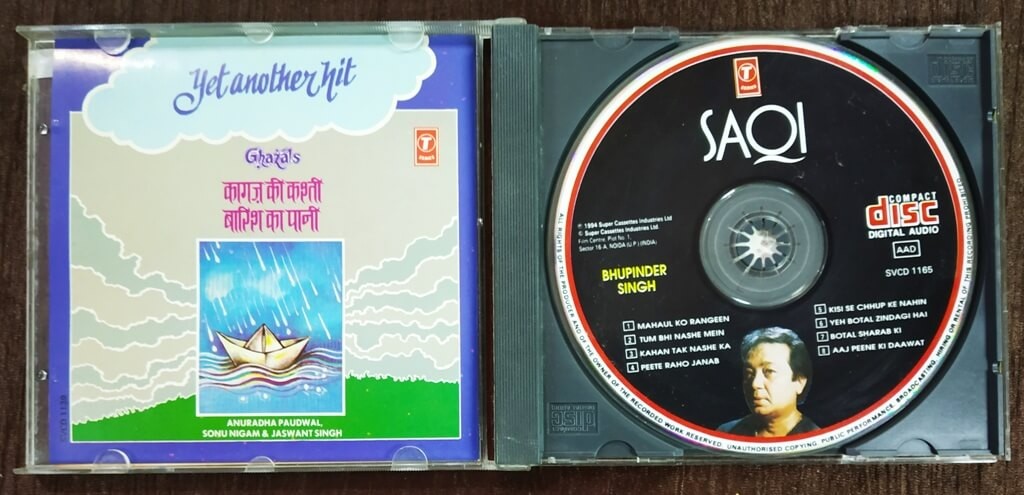 Yet another hit
T
Ghazals
कागज़ की कश्ती
बारिश का पानी
ANURADHA PAUDWAL,
SONU NIGAM & JASWANT SINGH
T
SAQI
℗ 1994 Super Cassettes Industries Ltd
© Super Cassettes Industries Ltd.
Film Centre, Plot No. 1,
Sector 16-A, NOIDA (U.P.) (INDIA)
BHUPINDER
SINGH
COMPACT
disc
DIGITAL AUDIO
AAD
SVCD 1165
1 MAHAUL KO RANGEEN
2 TUM BHI NASHE MEIN
3 KAHAN TAK NASHE KA
4 PEETE RAHO JANAB
5 KISI SE CHHUP KE NAHIN
6 YEH BOTAL ZINDAGI HAI
7 BOTAL SHARAB KI
8 AAJ PEENE KI DAAWAT
ALL RIGHTS OF THE PRODUCER AND OF THE OWNER OF THE RECORDED WORK RESERVED. UNAUTHORISED COPYING, PUBLIC PERFORMANCE, BROADCASTING, HIRING OR RENTAL OF THIS RECORDING PROHIBITED